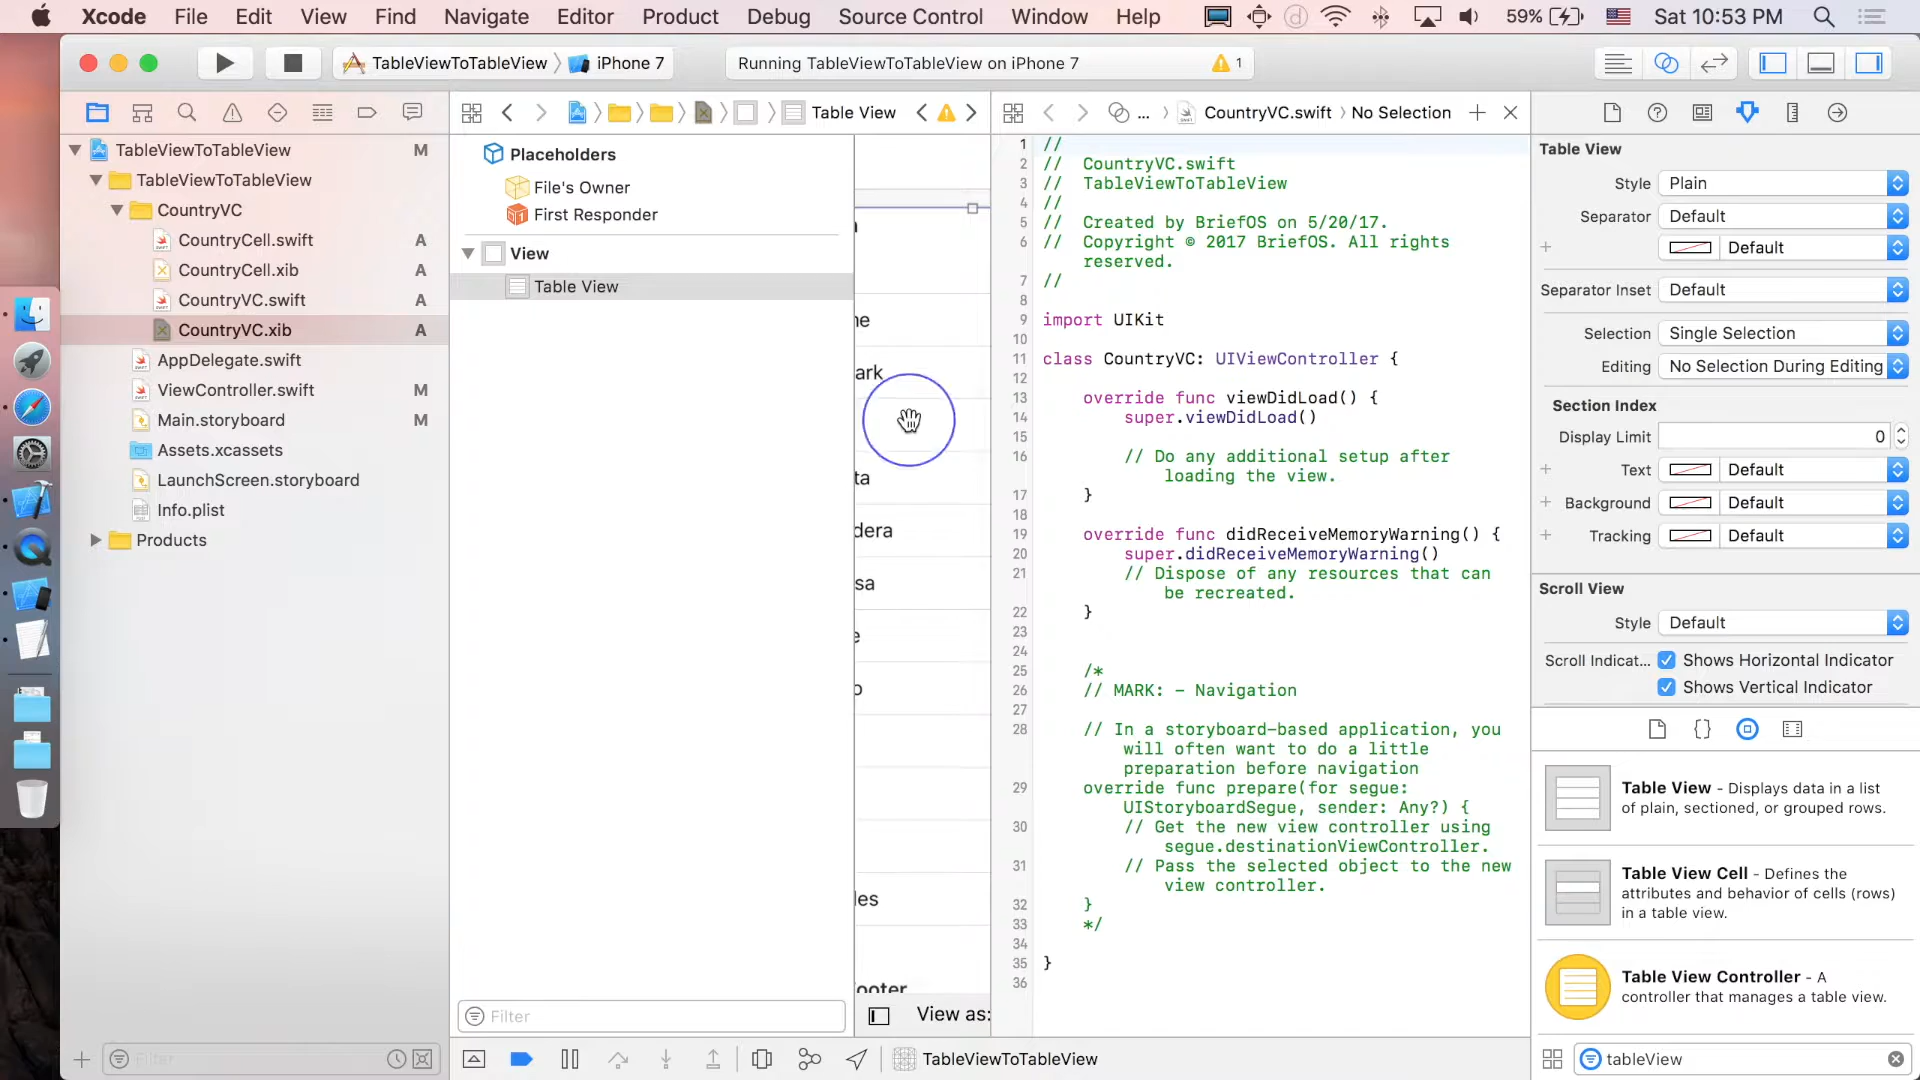 Xcode File Edit View Find Navigate Editor Product Debug Source Control Window Help 59% Sat 10:53 PM
TableViewToTableView iPhone 7
Running TableViewToTableView on iPhone 7
1
Table View
... CountryVC.swift No Selection
TableViewToTableView M
TableViewToTableView
CountryVC
CountryCell.swift A
CountryCell.xib A
CountryVC.swift A
CountryVC.xib A
AppDelegate.swift
ViewController.swift M
Main.storyboard M
Assets.xcassets
LaunchScreen.storyboard
Info.plist
Products
Filter
Placeholders
File's Owner
First Responder
View
Table View
Filter
ne
ark
ta
dera
sa
e
o
les
ooter
View as:
1 //
2 // CountryVC.swift
3 // TableViewToTableView
4 //
5 // Created by BriefOS on 5/20/17.
6 // Copyright © 2017 BriefOS. All rights
reserved.
7 //
8
9 import UIKit
10
11 class CountryVC: UIViewController {
12
13 override func viewDidLoad() {
14 super.viewDidLoad()
15
16 // Do any additional setup after
loading the view.
17 }
18
19 override func didReceiveMemoryWarning() {
20 super.didReceiveMemoryWarning()
21 // Dispose of any resources that can
be recreated.
22 }
23
24
25 /*
26 // MARK: - Navigation
27
28 // In a storyboard-based application, you
will often want to do a little
preparation before navigation
29 override func prepare(for segue:
UIStoryboardSegue, sender: Any?) {
30 // Get the new view controller using
segue.destinationViewController.
31 // Pass the selected object to the new
view controller.
32 }
33 */
34
35 }
36
TableViewToTableView
Table View
Style Plain
Separator Default
Default
Separator Inset Default
Selection Single Selection
Editing No Selection During Editing
Section Index
Display Limit 0
Text Default
Background Default
Tracking Default
Scroll View
Style Default
Scroll Indicat... Shows Horizontal Indicator
Shows Vertical Indicator
Table View - Displays data in a list
of plain, sectioned, or grouped rows.
Table View Cell - Defines the
attributes and behavior of cells (rows)
in a table view.
Table View Controller - A
controller that manages a table view.
tableView